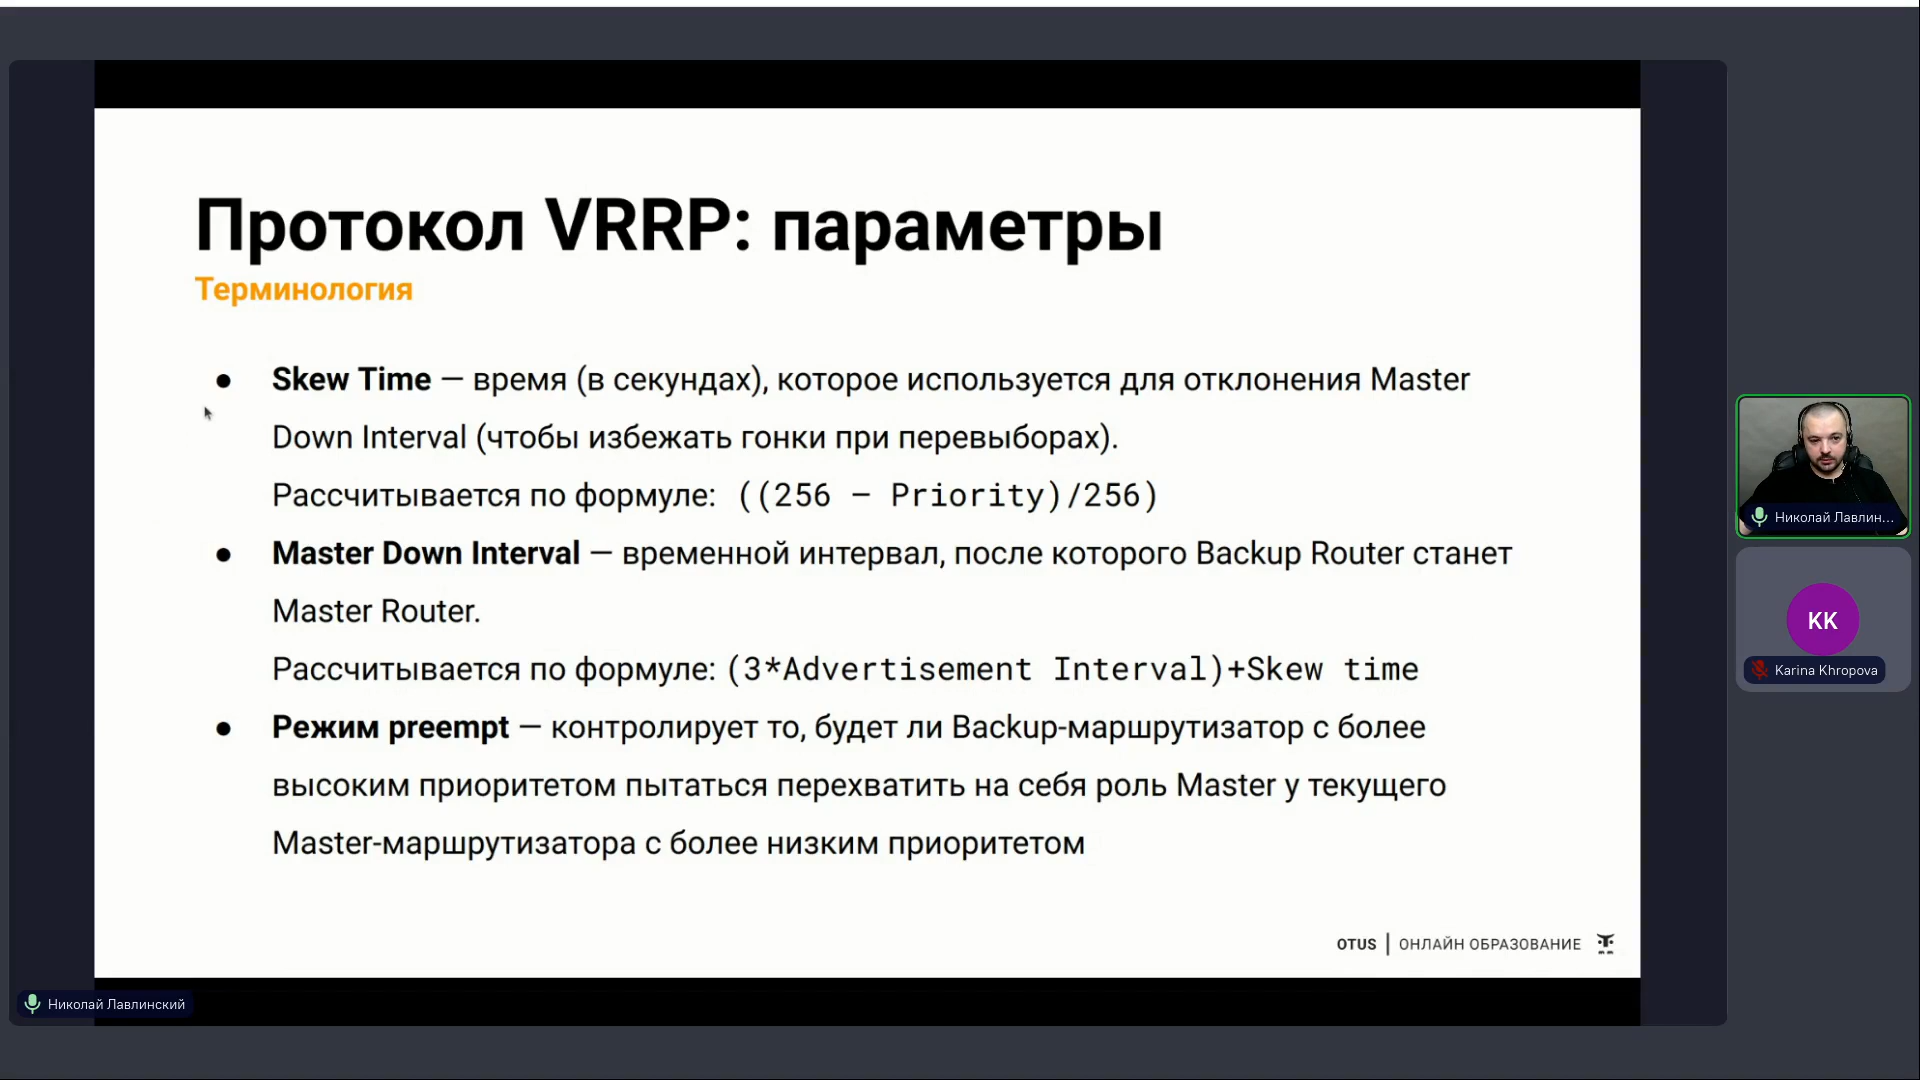 Протокол VRRP: параметры
Терминология
● Skew Time — время (в секундах), которое используется для отклонения Master
Down Interval (чтобы избежать гонки при перевыборах).
Рассчитывается по формуле: ((256 – Priority)/256)
● Master Down Interval — временной интервал, после которого Backup Router станет
Master Router.
Рассчитывается по формуле: (3*Advertisement Interval)+Skew time
● Режим preempt — контролирует то, будет ли Backup-маршрутизатор с более
высоким приоритетом пытаться перехватить на себя роль Master у текущего
Master-маршрутизатора с более низким приоритетом
OTUS | ОНЛАЙН ОБРАЗОВАНИЕ
Николай Лавлинский
Николай Лавлин...
KK
Karina Khropova